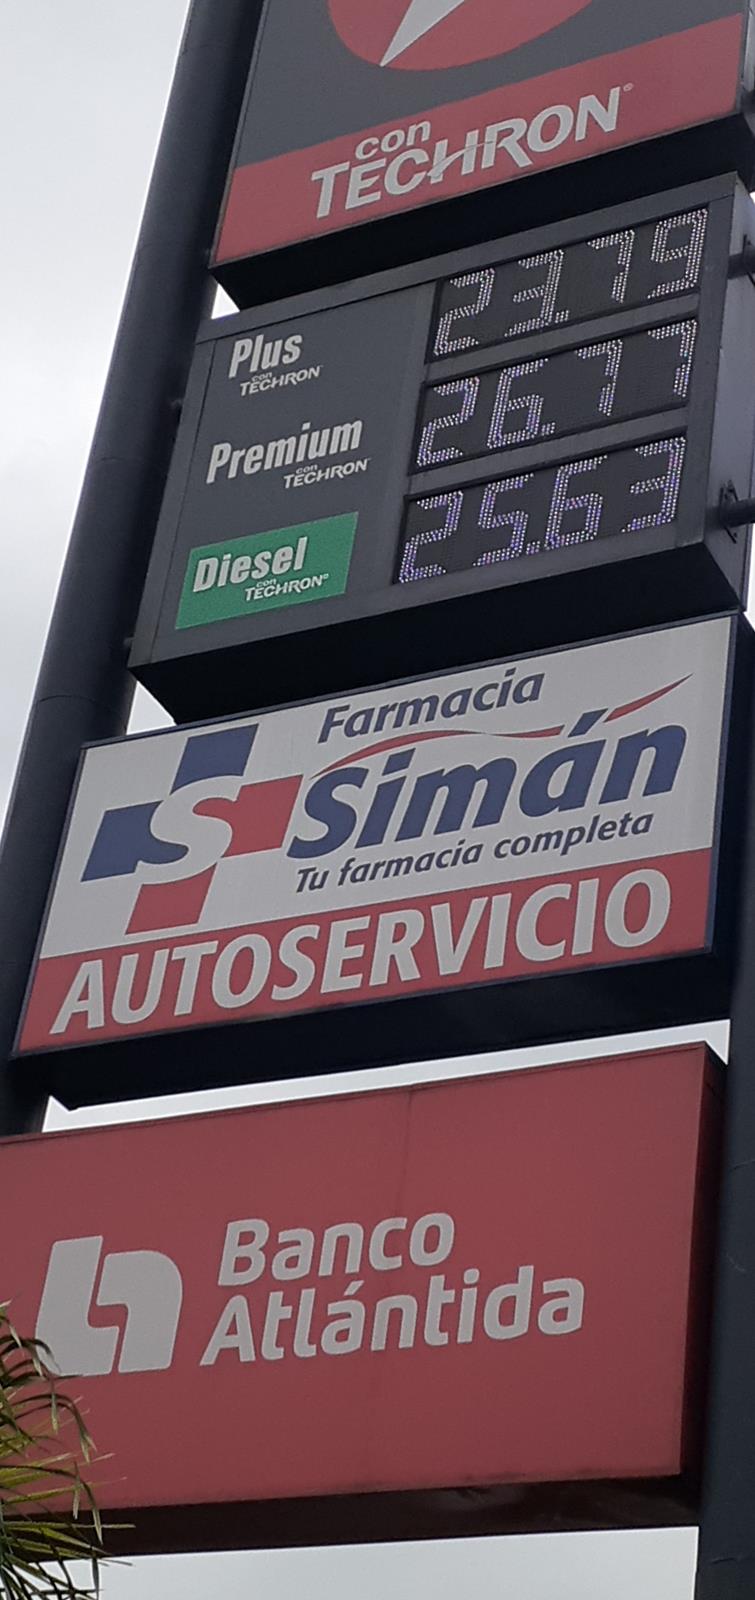 con
TECHRON®
Plus
con
TECHRON
23.79
Premium
con
TECHRON
26.77
Diesel
con
TECHRON®
25.63
Farmacia
Simán
Tu farmacia completa
AUTOSERVICIO
Banco
Atlántida